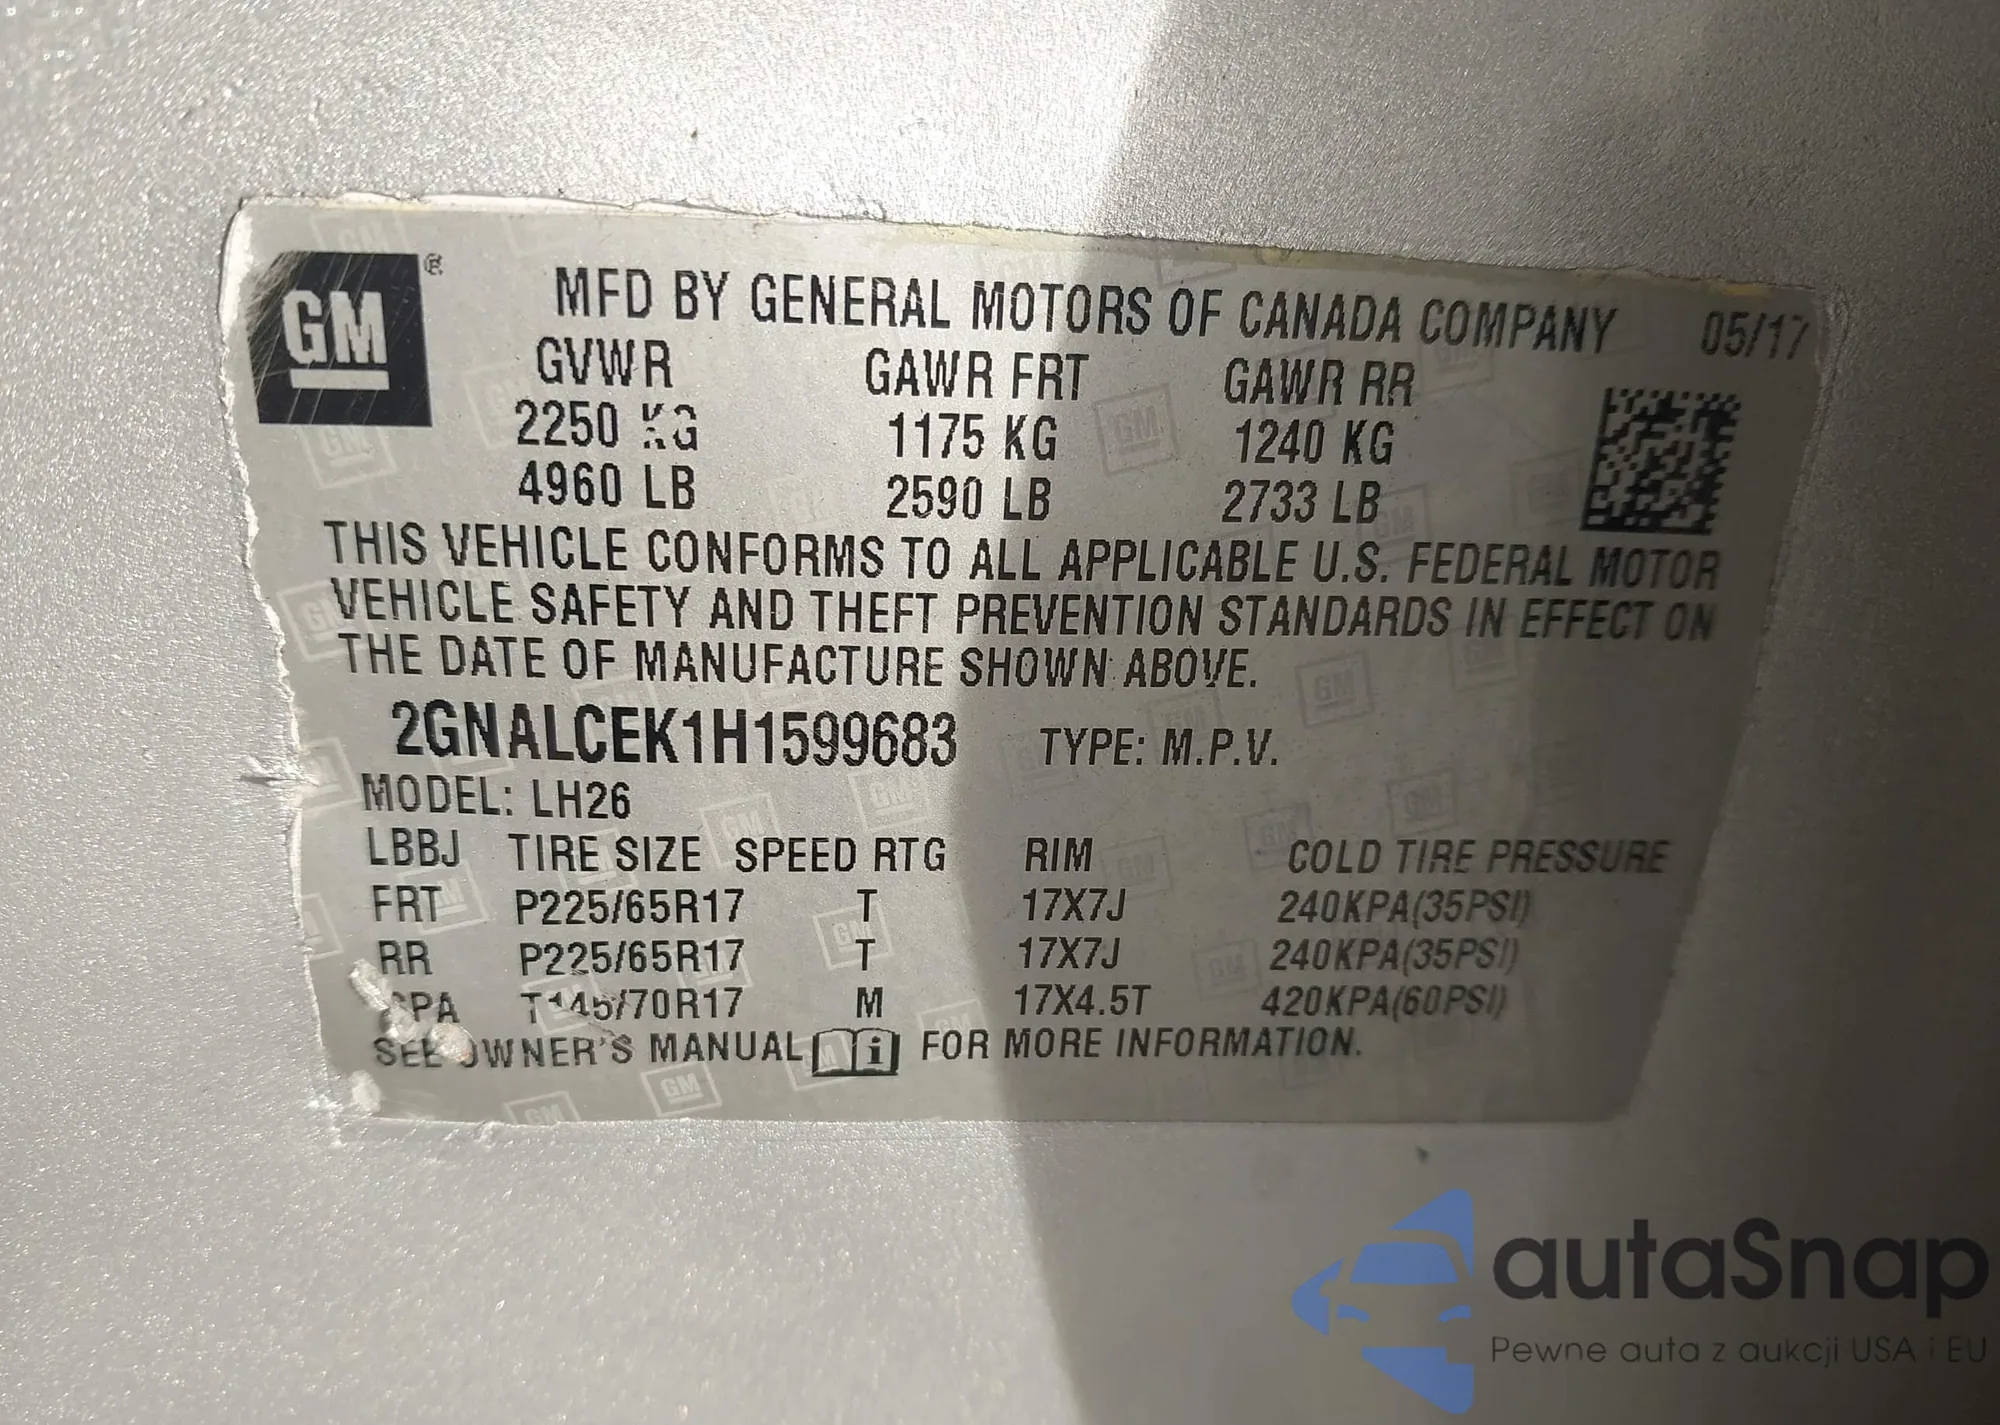 GM ®
MFD BY GENERAL MOTORS OF CANADA COMPANY 05/17
GVWR GAWR FRT GAWR RR
2250 KG 1175 KG 1240 KG
4960 LB 2590 LB 2733 LB
THIS VEHICLE CONFORMS TO ALL APPLICABLE U.S. FEDERAL MOTOR
VEHICLE SAFETY AND THEFT PREVENTION STANDARDS IN EFFECT ON
THE DATE OF MANUFACTURE SHOWN ABOVE.
2GNALCEK1H1599683 TYPE: M.P.V.
MODEL: LH26
LBBJ TIRE SIZE SPEED RTG RIM COLD TIRE PRESSURE
FRT P225/65R17 T 17X7J 240KPA(35PSI)
RR P225/65R17 T 17X7J 240KPA(35PSI)
T145/70R17 M 17X4.5T 420KPA(60PSI)
SEE OWNER'S MANUAL i FOR MORE INFORMATION.
autaSnap
Pewne auta z aukcji USA i EU